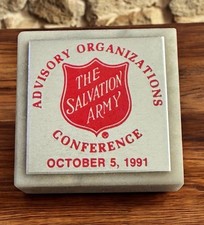 ADVISORY ORGANIZATIONS
THE
SALVATION
ARMY
®
CONFERENCE
OCTOBER 5, 1991